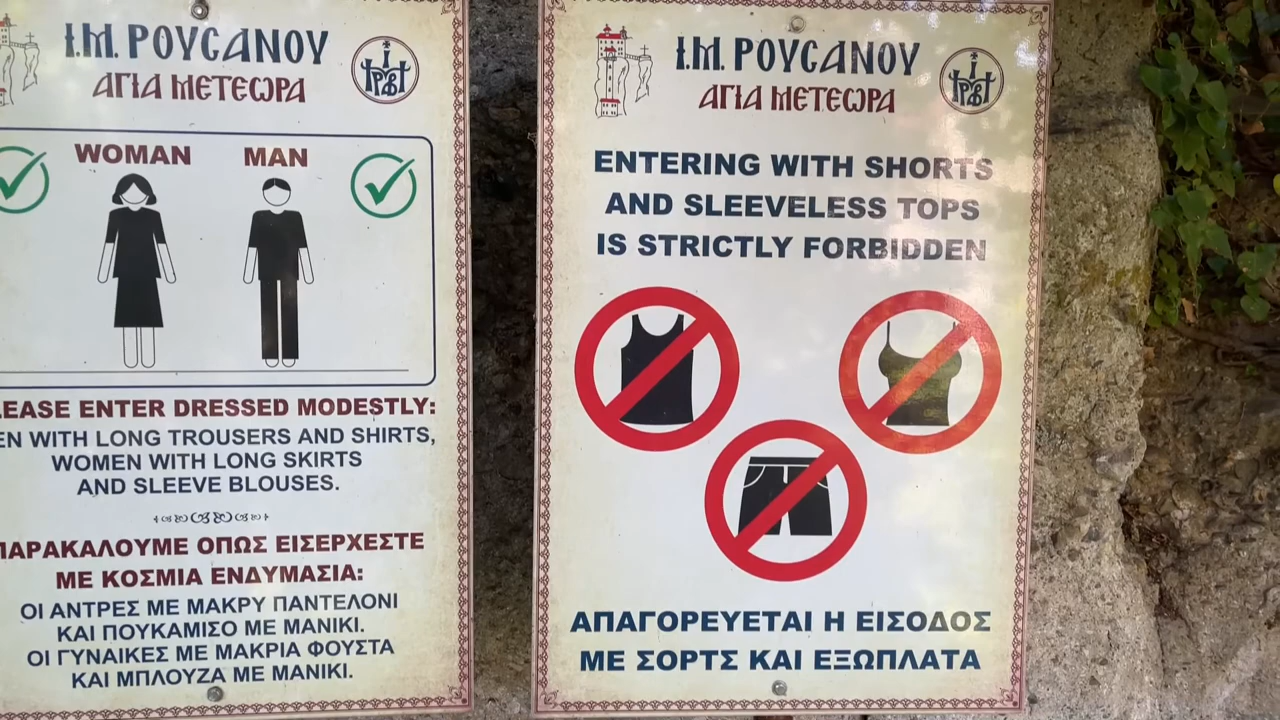 Ι.Μ. ΡΟΥСΑΝΟΥ
ΑΓΙΑ ΜΕΤΕΩΡΑ
WOMAN MAN
LEASE ENTER DRESSED MODESTLY:
EN WITH LONG TROUSERS AND SHIRTS,
WOMEN WITH LONG SKIRTS
AND SLEEVE BLOUSES.
ΠΑΡΑΚΑΛΟΥΜΕ ΟΠΩΣ ΕΙΣΕΡΧΕΣΤΕ
ΜΕ ΚΟΣΜΙΑ ΕΝΔΥΜΑΣΙΑ:
ΟΙ ΑΝΤΡΕΣ ΜΕ ΜΑΚΡΥ ΠΑΝΤΕΛΟΝΙ
ΚΑΙ ΠΟΥΚΑΜΙΣΟ ΜΕ ΜΑΝΙΚΙ.
ΟΙ ΓΥΝΑΙΚΕΣ ΜΕ ΜΑΚΡΙΑ ΦΟΥΣΤΑ
ΚΑΙ ΜΠΛΟΥΖΑ ΜΕ ΜΑΝΙΚΙ.
Ι.Μ. ΡΟΥСΑΝΟΥ
ΑΓΙΑ ΜΕΤΕΩΡΑ
ENTERING WITH SHORTS
AND SLEEVELESS TOPS
IS STRICTLY FORBIDDEN
ΑΠΑΓΟΡΕΥΕΤΑΙ Η ΕΙΣΟΔΟΣ
ΜΕ ΣΟΡΤΣ ΚΑΙ ΕΞΩΠΛΑΤΑ